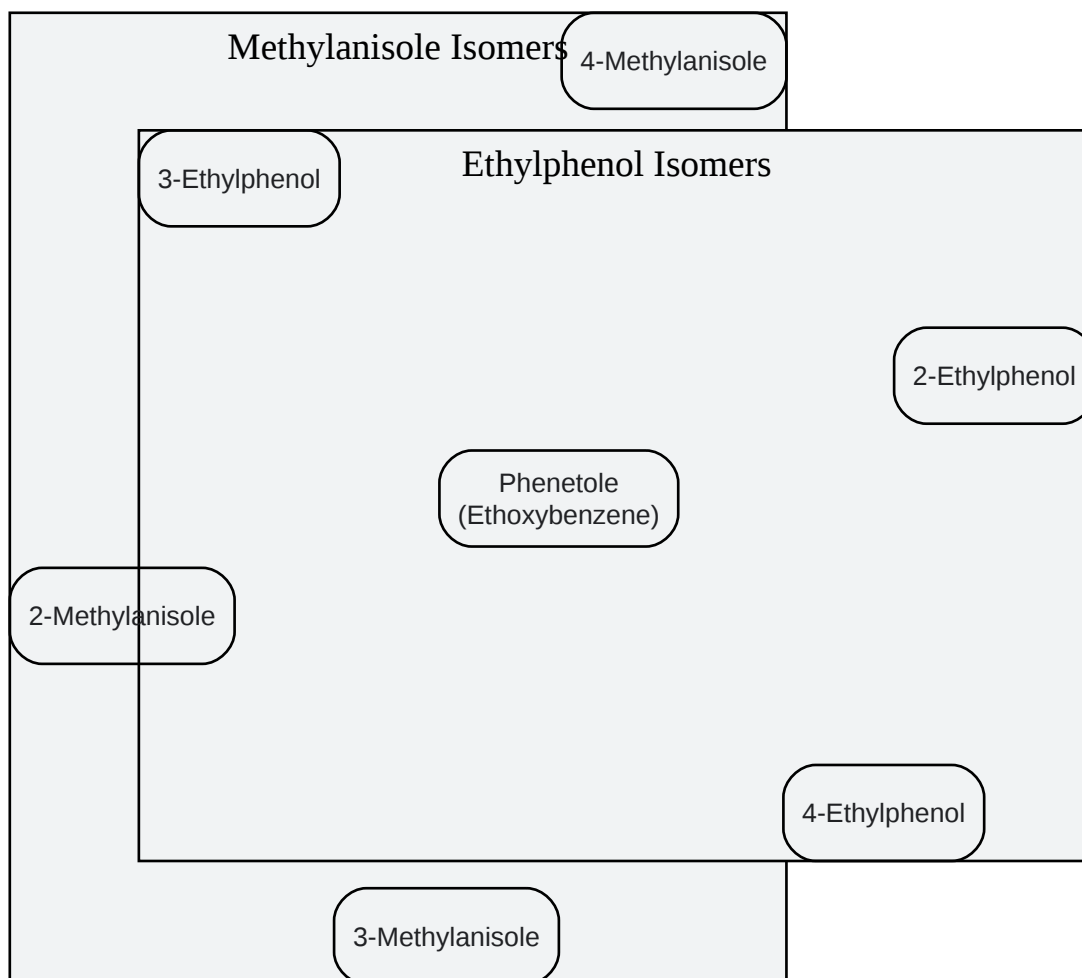 Methylanisole Isomers
4-Methylanisole
Ethylphenol Isomers
3-Ethylphenol
2-Ethylphenol
Phenetole
(Ethoxybenzene)
2-Methylanisole
4-Ethylphenol
3-Methylanisole